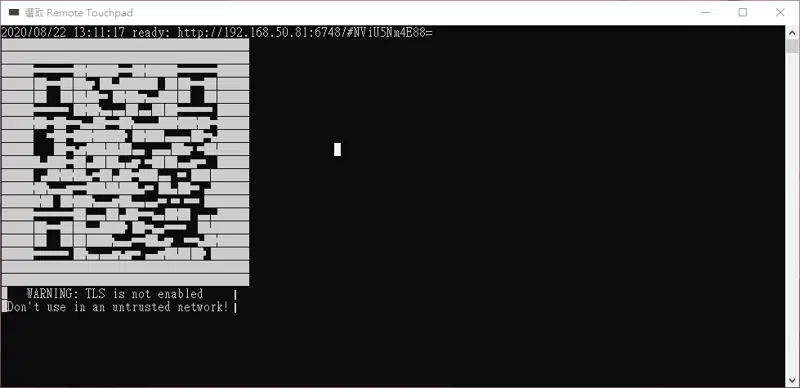 選取 Remote Touchpad
2020/08/22 13:11:17 ready: http://192.168.50.81:6748/#NViU5Nm4E88=
WARNING: TLS is not enabled
Don't use in an untrusted network!